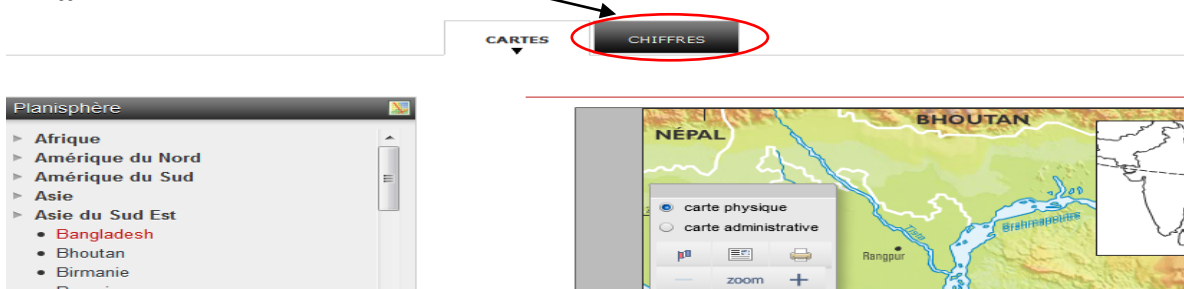 CARTES
CHIFFRES
Planisphère
Afrique
Amérique du Nord
Amérique du Sud
Asie
Asie du Sud Est
Bangladesh
Bhoutan
Birmanie
NÉPAL
BHOUTAN
carte physique
carte administrative
zoom
Tista
Brahmapoutre
Rangpur